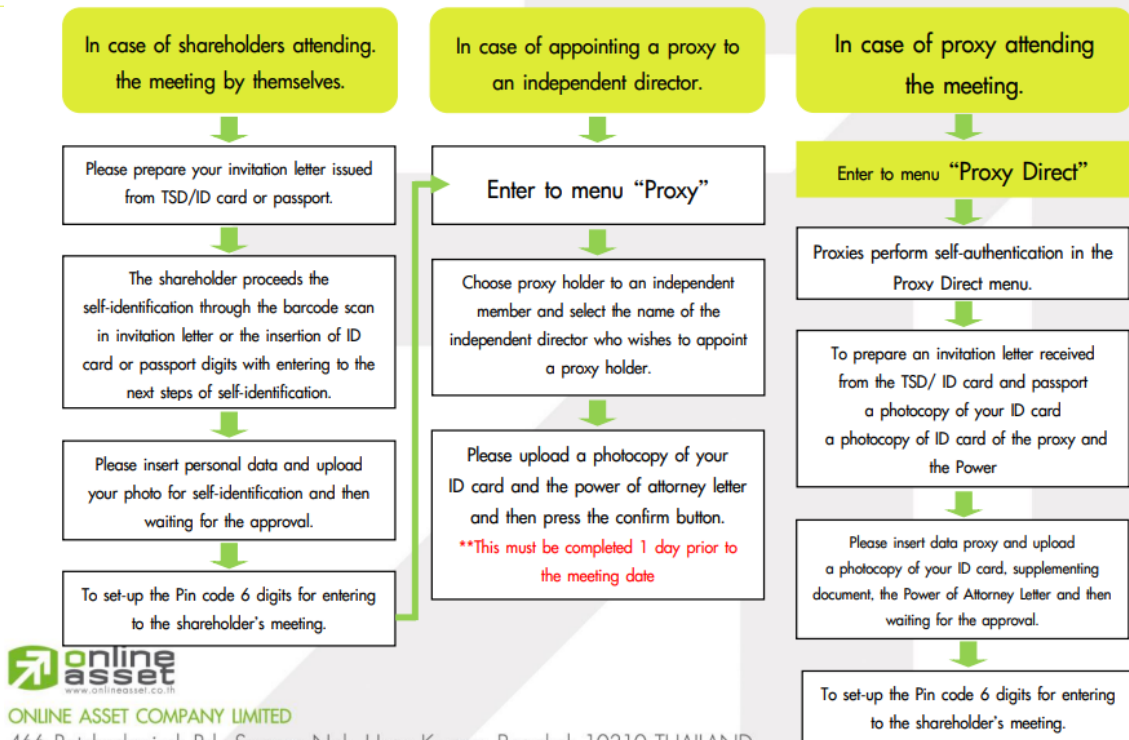 In case of shareholders attending.
the meeting by themselves.
Please prepare your invitation letter issued
from TSD/ID card or passport.
The shareholder proceeds the
self-identification through the barcode scan
in invitation letter or the insertion of ID
card or passport digits with entering to the
next steps of self-identification.
Please insert personal data and upload
your photo for self-identification and then
waiting for the approval.
To set-up the Pin code 6 digits for entering
to the shareholder's meeting.
In case of appointing a proxy to
an independent director.
Enter to menu “Proxy”
Choose proxy holder to an independent
member and select the name of the
independent director who wishes to appoint
a proxy holder.
Please upload a photocopy of your
ID card and the power of attorney letter
and then press the confirm button.
**This must be completed 1 day prior to
the meeting date
In case of proxy attending
the meeting.
Enter to menu “Proxy Direct”
Proxies perform self-authentication in the
Proxy Direct menu.
To prepare an invitation letter received
from the TSD/ ID card and passport
a photocopy of your ID card
a photocopy of ID card of the proxy and
the Power
Please insert data proxy and upload
a photocopy of your ID card, supplementing
document, the Power of Attorney Letter and then
waiting for the approval.
To set-up the Pin code 6 digits for entering
to the shareholder's meeting.
online
asset
www.onlineasset.co.th
ONLINE ASSET COMPANY LIMITED
10310 THAILAND